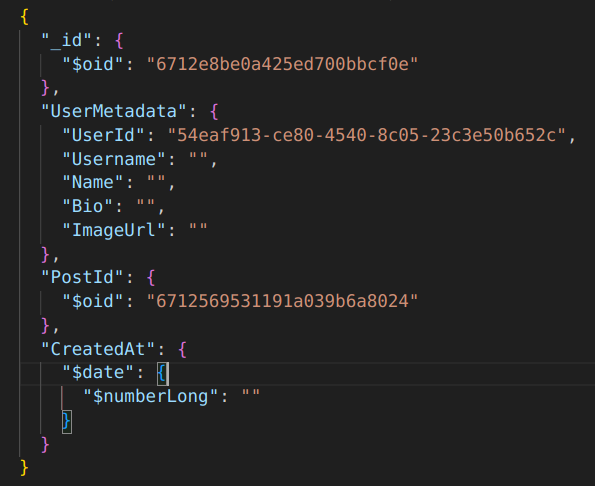 {
"_id": {
"$oid": "6712e8be0a425ed700bbcf0e"
},
"UserMetadata": {
"UserId": "54eaf913-ce80-4540-8c05-23c3e50b652c",
"Username": "",
"Name": "",
"Bio": "",
"ImageUrl": ""
},
"PostId": {
"$oid": "6712569531191a039b6a8024"
},
"CreatedAt": {
"$date": {
"$numberLong": ""
}
}
}